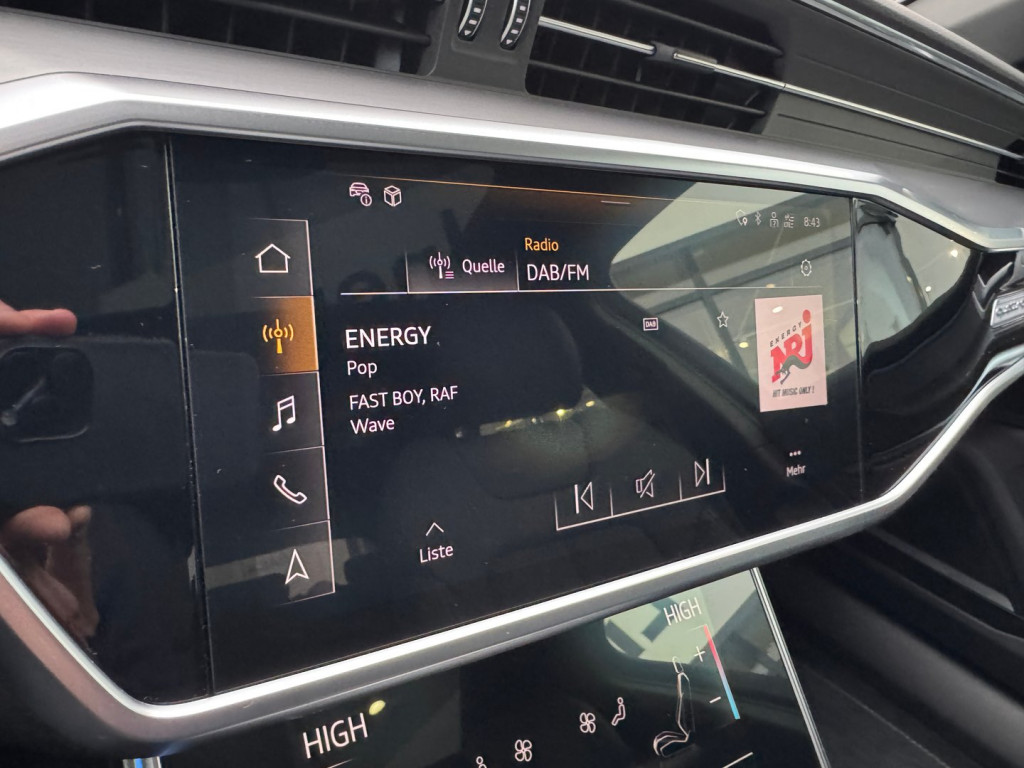 8:43
Quelle
Radio
DAB/FM
ENERGY
Pop
DAB
FAST BOY, RAF
Wave
ENERGY
NRJ
HIT MUSIC ONLY!
Mehr
Liste
HIGH
HIGH